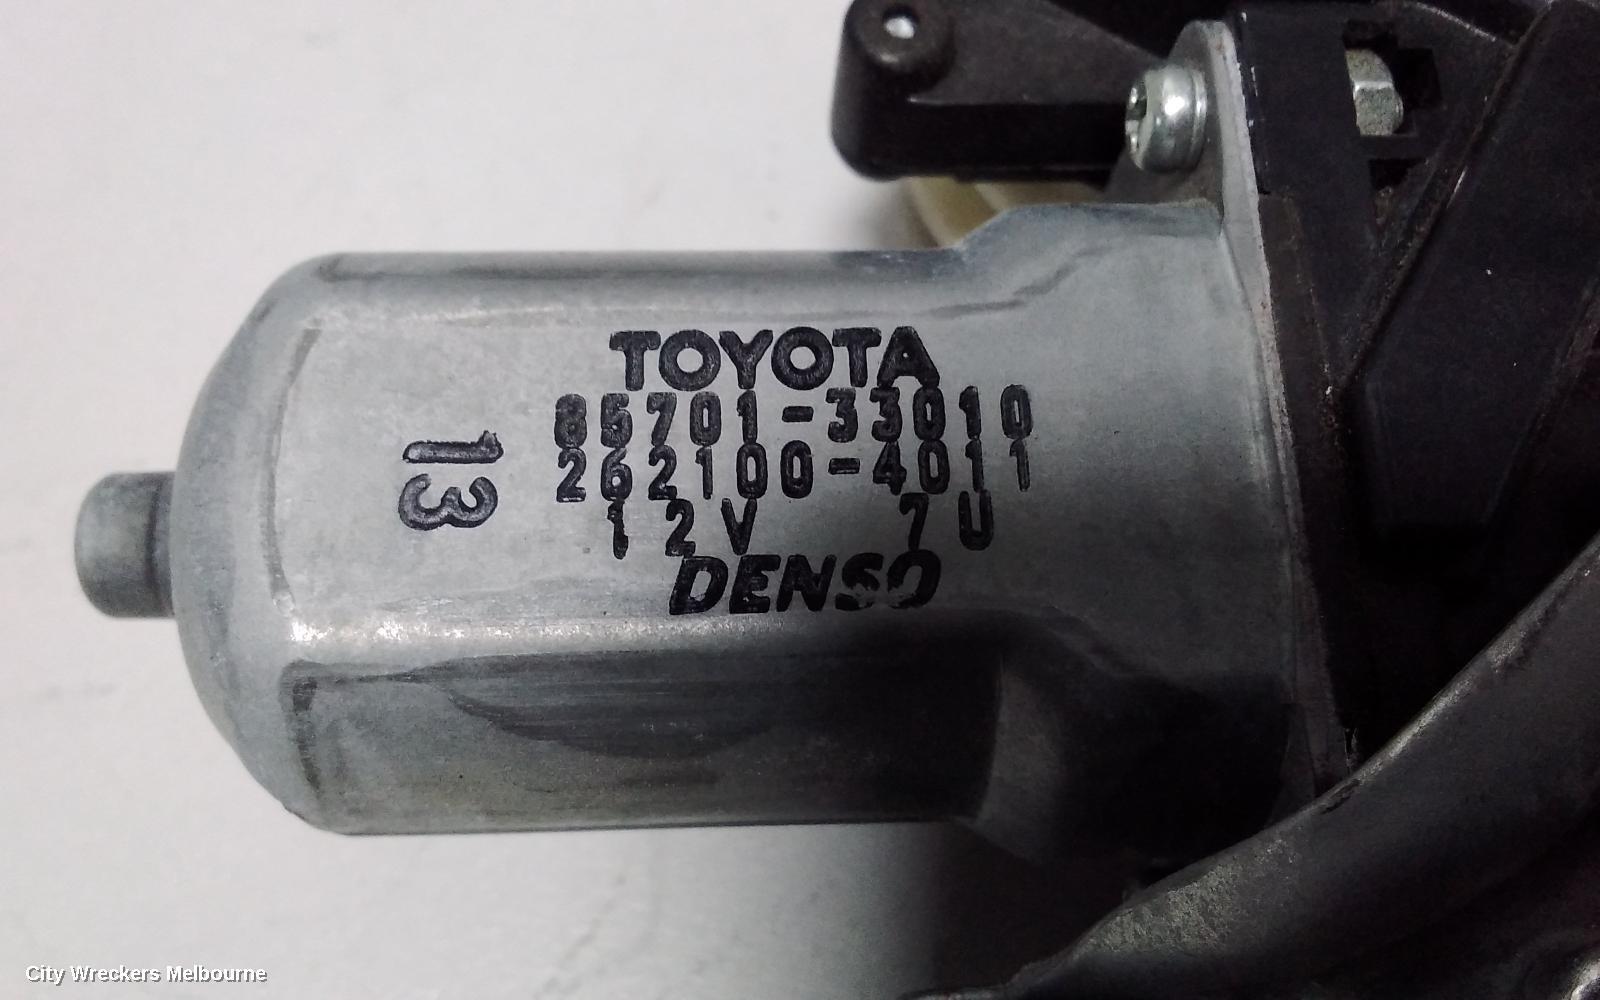 TOYOTA
85701-33010
262100-4011
12V 7U
DENSO
13
City Wreckers Melbourne